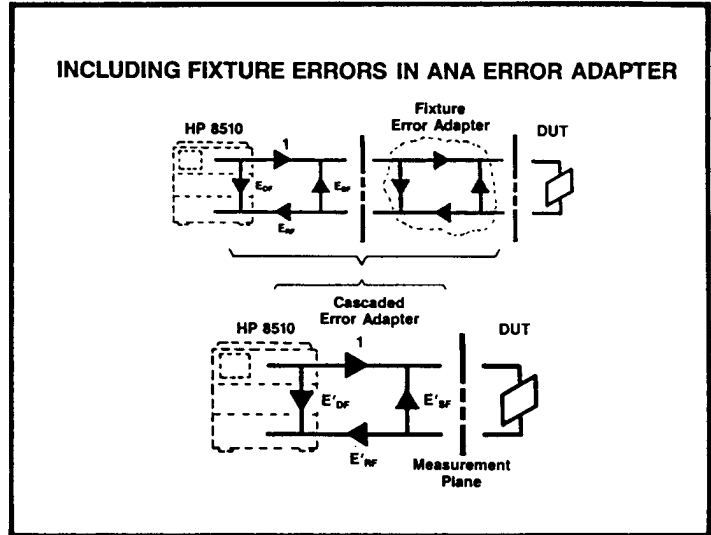 INCLUDING FIXTURE ERRORS IN ANA ERROR ADAPTER
Fixture
Error Adapter
HP 8510
DUT
1
E_DF
E_SF
E_RF
Cascaded
Error Adapter
HP 8510
DUT
1
E'_DF
E'_SF
E'_RF
Measurement
Plane